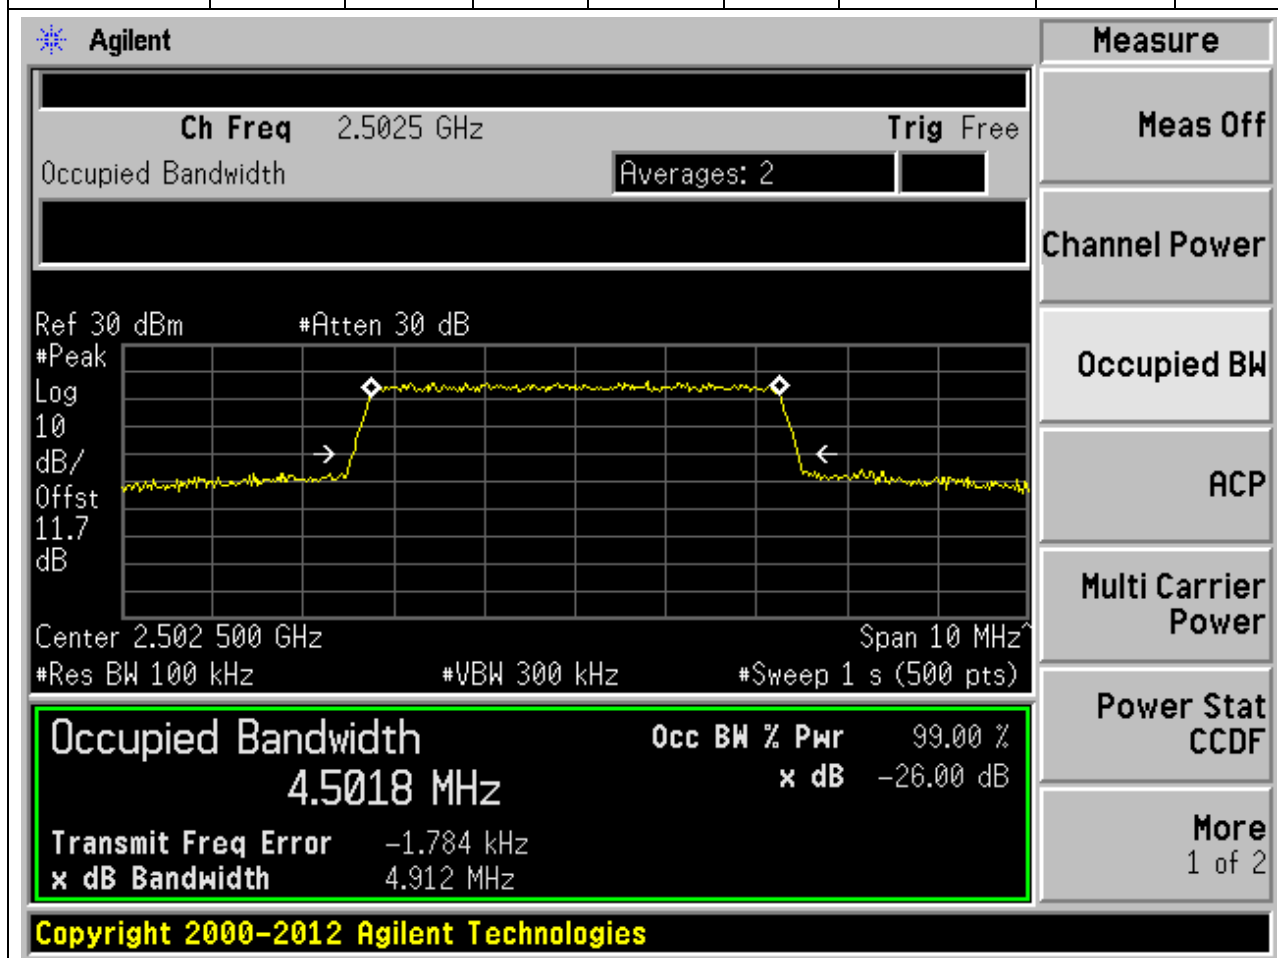 Agilent
Measure
Ch Freq 2.5025 GHz Trig Free
Occupied Bandwidth Averages: 2
Meas Off
Channel Power
Occupied BW
ACP
Multi Carrier
Power
Power Stat
CCDF
More
1 of 2
Ref 30 dBm #Atten 30 dB
#Peak
Log
10
dB/
Offst
11.7
dB
Center 2.502 500 GHz Span 10 MHz^
#Res BW 100 kHz #VBW 300 kHz #Sweep 1 s (500 pts)
Occupied Bandwidth Occ BW % Pwr 99.00 %
4.5018 MHz x dB -26.00 dB
Transmit Freq Error -1.784 kHz
x dB Bandwidth 4.912 MHz
Copyright 2000-2012 Agilent Technologies